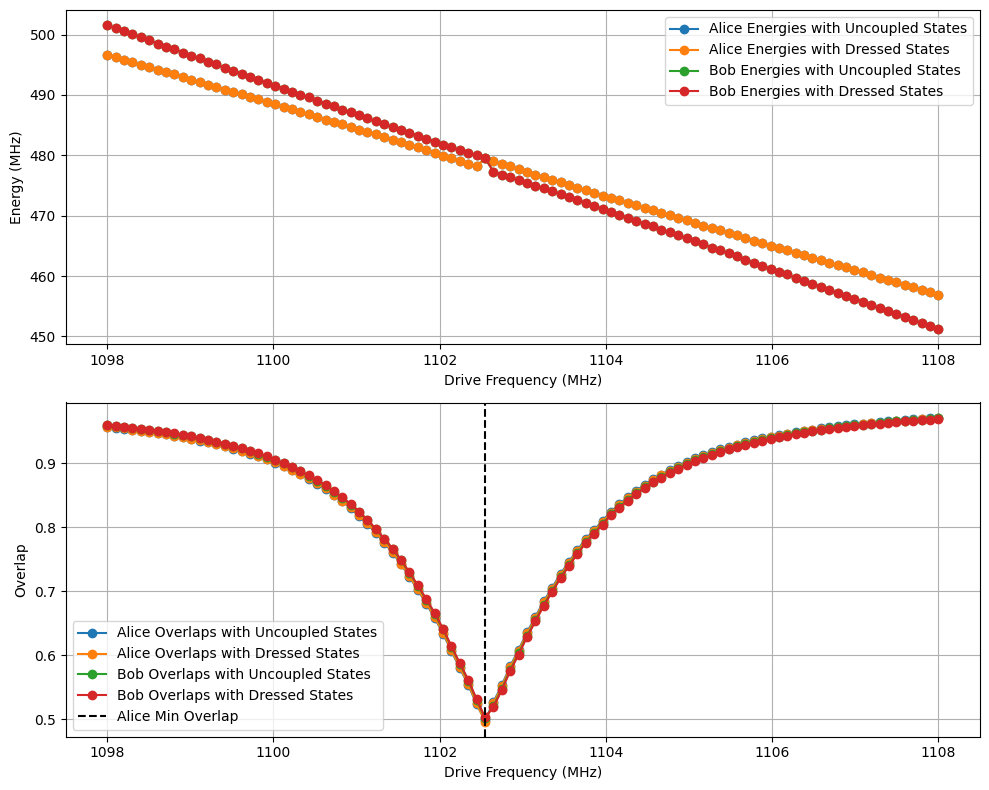 500
490
480
470
460
450
Energy (MHz)
Alice Energies with Uncoupled States
Alice Energies with Dressed States
Bob Energies with Uncoupled States
Bob Energies with Dressed States
1098
1100
1102
1104
1106
1108
Drive Frequency (MHz)
0.9
0.8
0.7
0.6
0.5
Overlap
Alice Overlaps with Uncoupled States
Alice Overlaps with Dressed States
Bob Overlaps with Uncoupled States
Bob Overlaps with Dressed States
Alice Min Overlap
1098
1100
1102
1104
1106
1108
Drive Frequency (MHz)